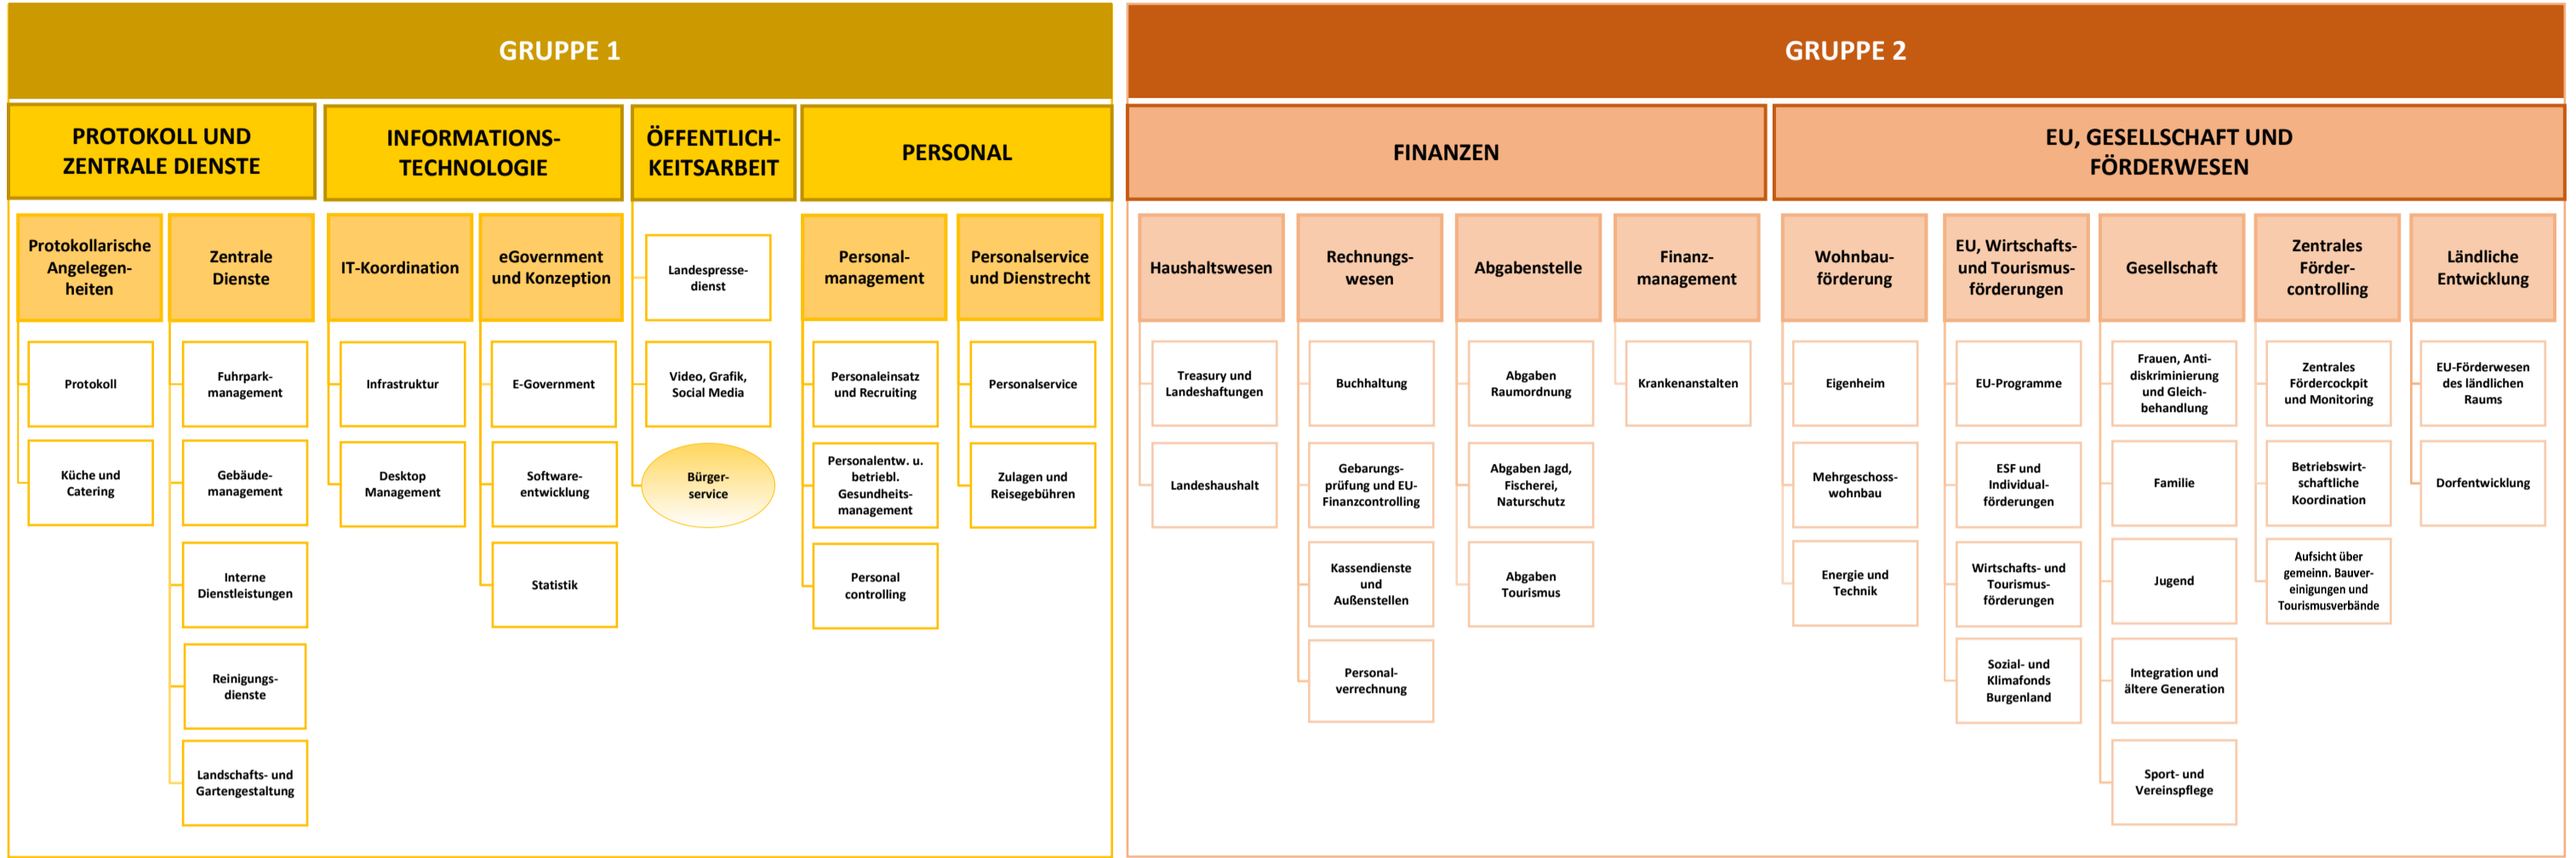 GRUPPE 1
PROTOKOLL UND
ZENTRALE DIENSTE
INFORMATIONS-
TECHNOLOGIE
ÖFFENTLICH-
KEITSARBEIT
PERSONAL
Protokollarische
Angelegen-
heiten
Protokoll
Küche und
Catering
Zentrale
Dienste
Fuhrpark-
management
Gebäude-
management
Interne
Dienstleistungen
Reinigungs-
dienste
Landschafts- und
Gartengestaltung
IT-Koordination
Infrastruktur
Desktop
Management
eGovernment
und Konzeption
E-Government
Software-
entwicklung
Statistik
Landespresse-
dienst
Video, Grafik,
Social Media
Bürger-
service
Personal-
management
Personaleinsatz
und Recruiting
Personalentw. u.
betriebl.
Gesundheits-
management
Personal
controlling
Personalservice
und Dienstrecht
Personalservice
Zulagen und
Reisegebühren
GRUPPE 2
FINANZEN
EU, GESELLSCHAFT UND
FÖRDERWESEN
Haushaltswesen
Treasury und
Landeshaftungen
Landeshaushalt
Rechnungs-
wesen
Buchhaltung
Gebarungs-
prüfung und EU-
Finanzcontrolling
Kassendienste
und
Außenstellen
Personal-
verrechnung
Abgabenstelle
Abgaben
Raumordnung
Abgaben Jagd,
Fischerei,
Naturschutz
Abgaben
Tourismus
Finanz-
management
Krankenanstalten
Wohnbau-
förderung
Eigenheim
Mehrgeschoss-
wohnbau
Energie und
Technik
EU, Wirtschafts-
und Tourismus-
förderungen
EU-Programme
ESF und
Individual-
förderungen
Wirtschafts- und
Tourismus-
förderungen
Sozial- und
Klimafonds
Burgenland
Gesellschaft
Frauen, Anti-
diskriminierung
und Gleich-
behandlung
Familie
Jugend
Integration und
ältere Generation
Sport- und
Vereinspflege
Zentrales
Förder-
controlling
Zentrales
Fördercockpit
und Monitoring
Betriebswirt-
schaftliche
Koordination
Aufsicht über
gemeinn. Bauver-
einigungen und
Tourismusverbände
Ländliche
Entwicklung
EU-Förderwesen
des ländlichen
Raums
Dorfentwicklung